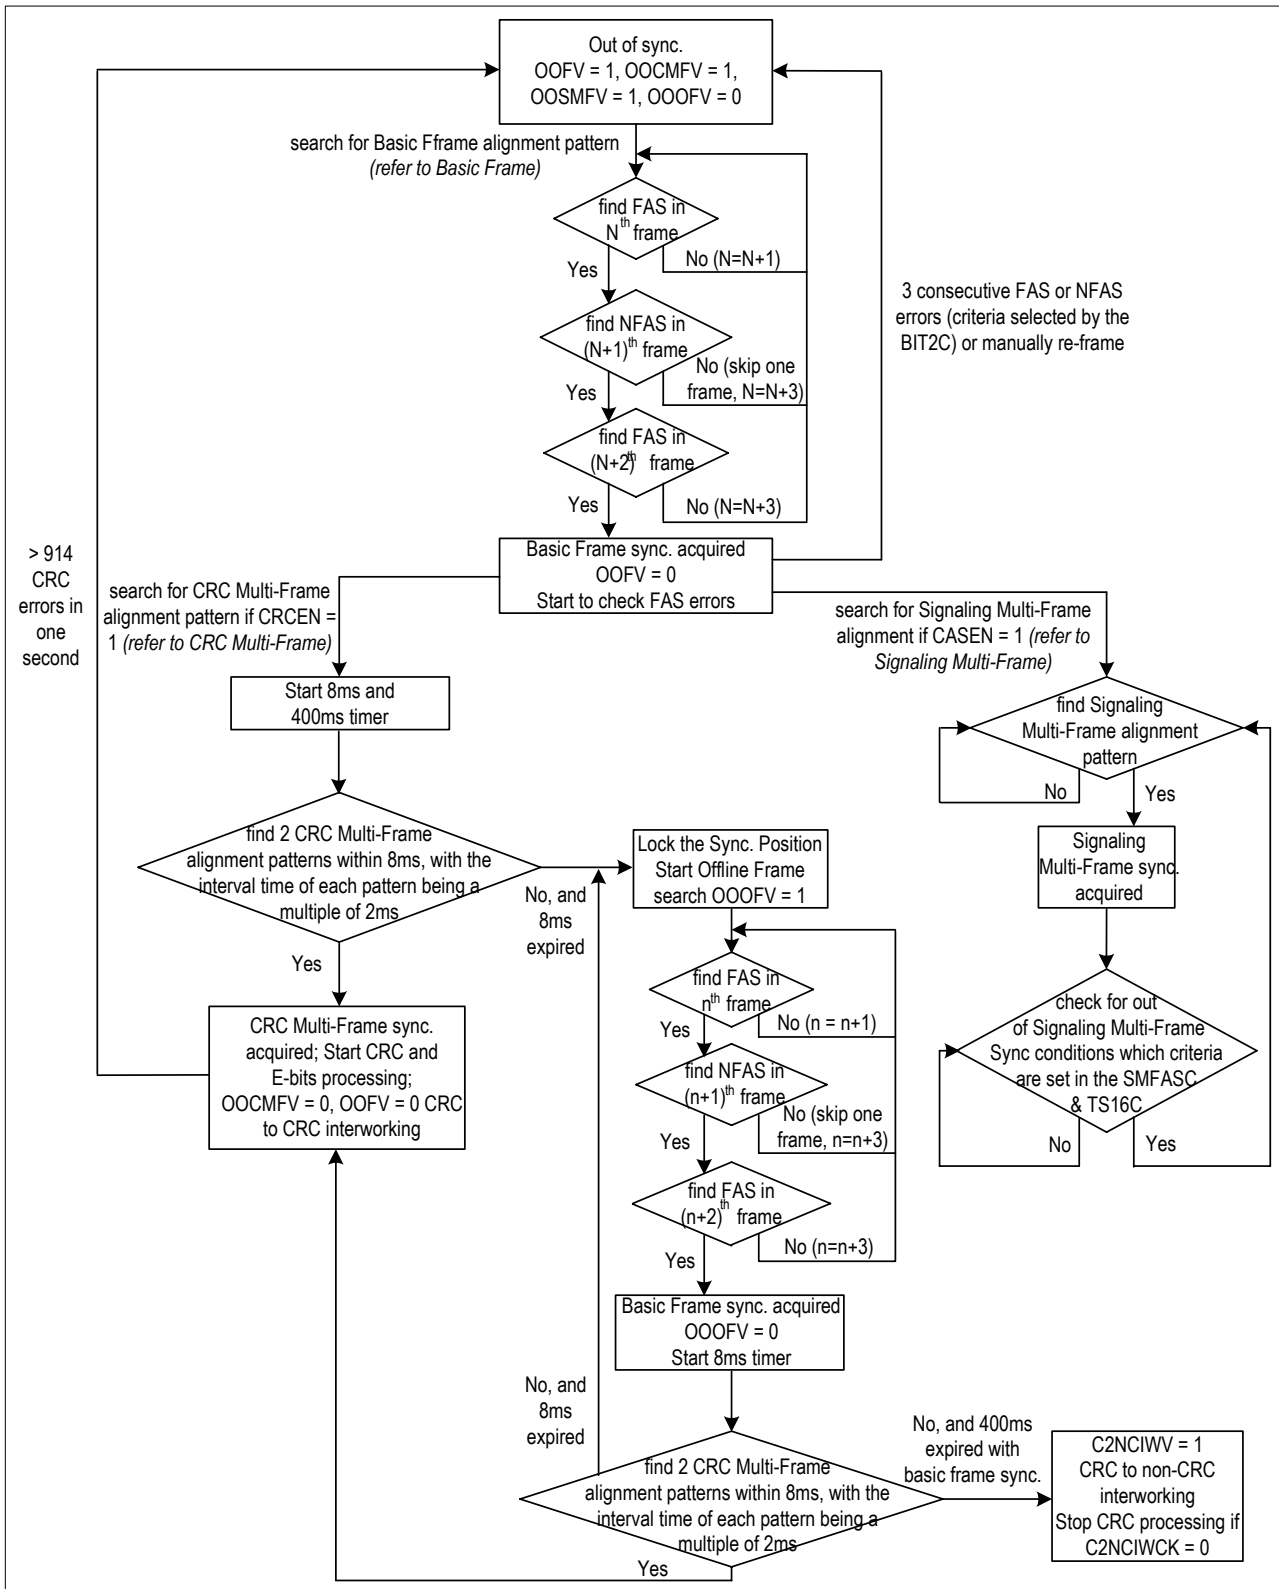 Out of sync.
OOFV = 1, OOCMFV = 1,
OOSMFV = 1, OOOFV = 0
search for Basic Fframe alignment pattern
(refer to Basic Frame)
find FAS in
Nth frame
No (N=N+1)
Yes
find NFAS in
(N+1)th frame
No (skip one
frame, N=N+3)
Yes
find FAS in
(N+2)th frame
No (N=N+3)
Yes
3 consecutive FAS or NFAS
errors (criteria selected by the
BIT2C) or manually re-frame
Basic Frame sync. acquired
OOFV = 0
Start to check FAS errors
> 914
CRC
errors in
one
second
search for CRC Multi-Frame
alignment pattern if CRCEN =
1 (refer to CRC Multi-Frame)
search for Signaling Multi-Frame
alignment if CASEN = 1 (refer to
Signaling Multi-Frame)
Start 8ms and
400ms timer
find Signaling
Multi-Frame alignment
pattern
No
Yes
Signaling
Multi-Frame sync.
acquired
check for out
of Signaling Multi-Frame
Sync conditions which criteria
are set in the SMFASC
& TS16C
No
Yes
find 2 CRC Multi-Frame
alignment patterns within 8ms, with the
interval time of each pattern being a
multiple of 2ms
No, and
8ms
expired
Yes
CRC Multi-Frame sync.
acquired; Start CRC and
E-bits processing;
OOCMFV = 0, OOFV = 0 CRC
to CRC interworking
Lock the Sync. Position
Start Offline Frame
search OOOFV = 1
find FAS in
nth frame
No (n = n+1)
Yes
find NFAS in
(n+1)th frame
No (skip one
frame, n=n+3)
Yes
find FAS in
(n+2)th frame
No (n=n+3)
Yes
Basic Frame sync. acquired
OOOFV = 0
Start 8ms timer
No, and
8ms
expired
find 2 CRC Multi-Frame
alignment patterns within 8ms, with the
interval time of each pattern being a
multiple of 2ms
Yes
No, and 400ms
expired with
basic frame sync.
C2NCIWV = 1
CRC to non-CRC
interworking
Stop CRC processing if
C2NCIWCK = 0